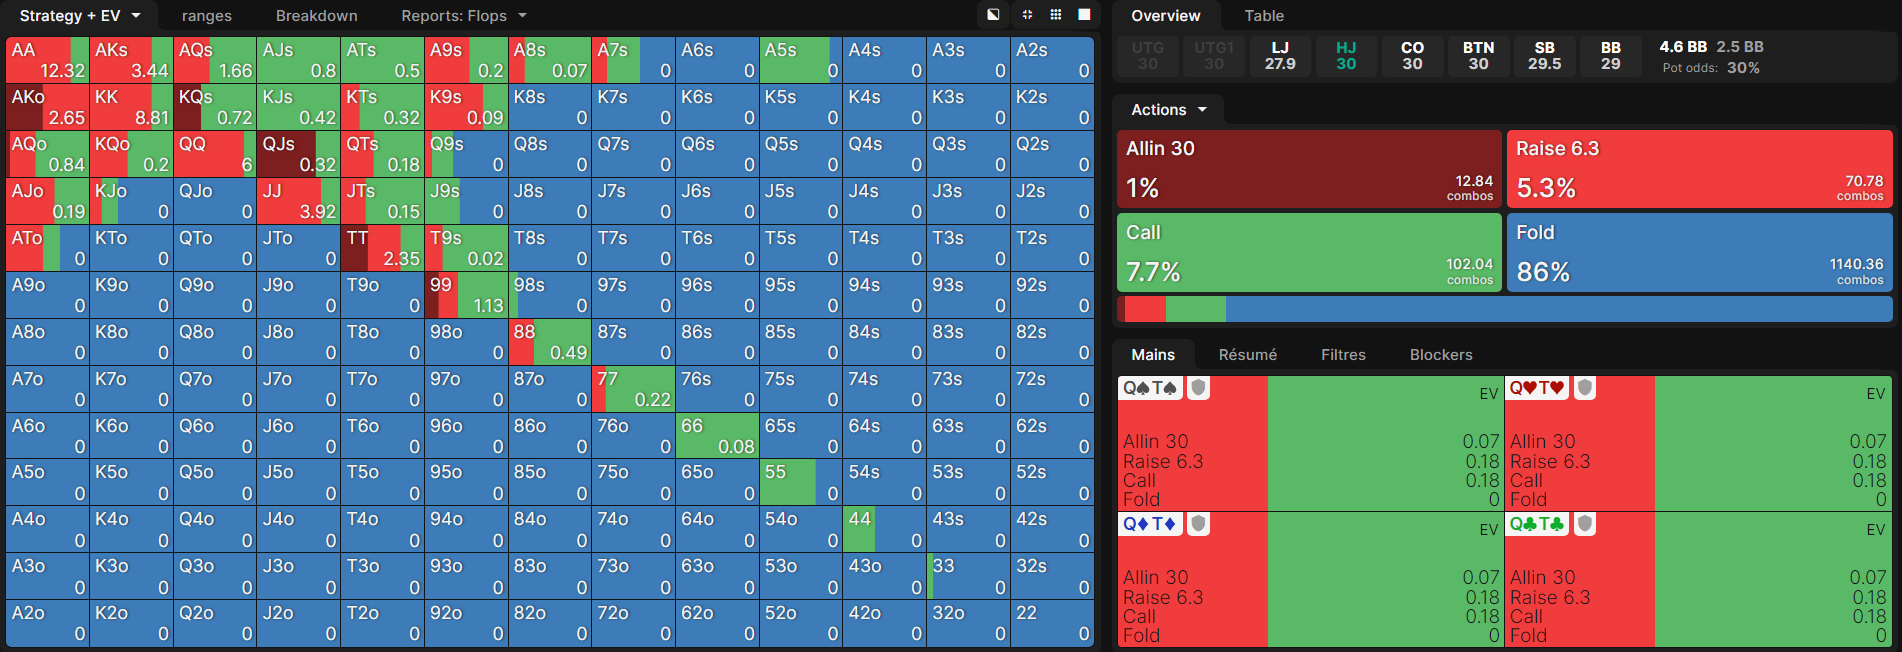 Strategy + EV ranges Breakdown Reports: Flops
AA AKs AQs AJs ATs A9s A8s A7s A6s A5s A4s A3s A2s
12.32 3.44 1.66 0.8 0.5 0.2 0.07 0 0 0 0 0 0
AKo KK KQs KJs KTs K9s K8s K7s K6s K5s K4s K3s K2s
2.65 8.81 0.72 0.42 0.32 0.09 0 0 0 0 0 0 0
AQo KQo QQ QJs QTs Q9s Q8s Q7s Q6s Q5s Q4s Q3s Q2s
0.84 0.2 6 0.32 0.18 0 0 0 0 0 0 0 0
AJo KJo QJo JJ JTs J9s J8s J7s J6s J5s J4s J3s J2s
0.19 0 0 3.92 0.15 0 0 0 0 0 0 0 0
ATo KTo QTo JTo TT T9s T8s T7s T6s T5s T4s T3s T2s
0 0 0 0 2.35 0.02 0 0 0 0 0 0 0
A9o K9o Q9o J9o T9o 99 98s 97s 96s 95s 94s 93s 92s
0 0 0 0 0 1.13 0 0 0 0 0 0 0
A8o K8o Q8o J8o T8o 98o 88 87s 86s 85s 84s 83s 82s
0 0 0 0 0 0 0.49 0 0 0 0 0 0
A7o K7o Q7o J7o T7o 97o 87o 77 76s 75s 74s 73s 72s
0 0 0 0 0 0 0 0.22 0 0 0 0 0
A6o K6o Q6o J6o T6o 96o 86o 76o 66 65s 64s 63s 62s
0 0 0 0 0 0 0 0 0.08 0 0 0 0
A5o K5o Q5o J5o T5o 95o 85o 75o 65o 55 54s 53s 52s
0 0 0 0 0 0 0 0 0 0 0 0 0
A4o K4o Q4o J4o T4o 94o 84o 74o 64o 54o 44 43s 42s
0 0 0 0 0 0 0 0 0 0 0 0 0
A3o K3o Q3o J3o T3o 93o 83o 73o 63o 53o 43o 33 32s
0 0 0 0 0 0 0 0 0 0 0 0 0
A2o K2o Q2o J2o T2o 92o 82o 72o 62o 52o 42o 32o 22
0 0 0 0 0 0 0 0 0 0 0 0 0
Overview Table
UTG UTG1 LJ HJ CO BTN SB BB 4.6 BB 2.5 BB
30 30 27.9 30 30 30 29.5 29 Pot odds: 30%
Actions
Allin 30 Raise 6.3
1% 12.84 combos 5.3% 70.78 combos
Call Fold
7.7% 102.04 combos 86% 1140.36 combos
Mains Résumé Filtres Blockers
Q♠T♠ EV Q♥T♥ EV
Allin 30 0.07 Allin 30 0.07
Raise 6.3 0.18 Raise 6.3 0.18
Call 0.18 Call 0.18
Fold 0 Fold 0
Q♦T♦ EV Q♣T♣ EV
Allin 30 0.07 Allin 30 0.07
Raise 6.3 0.18 Raise 6.3 0.18
Call 0.18 Call 0.18
Fold 0 Fold 0